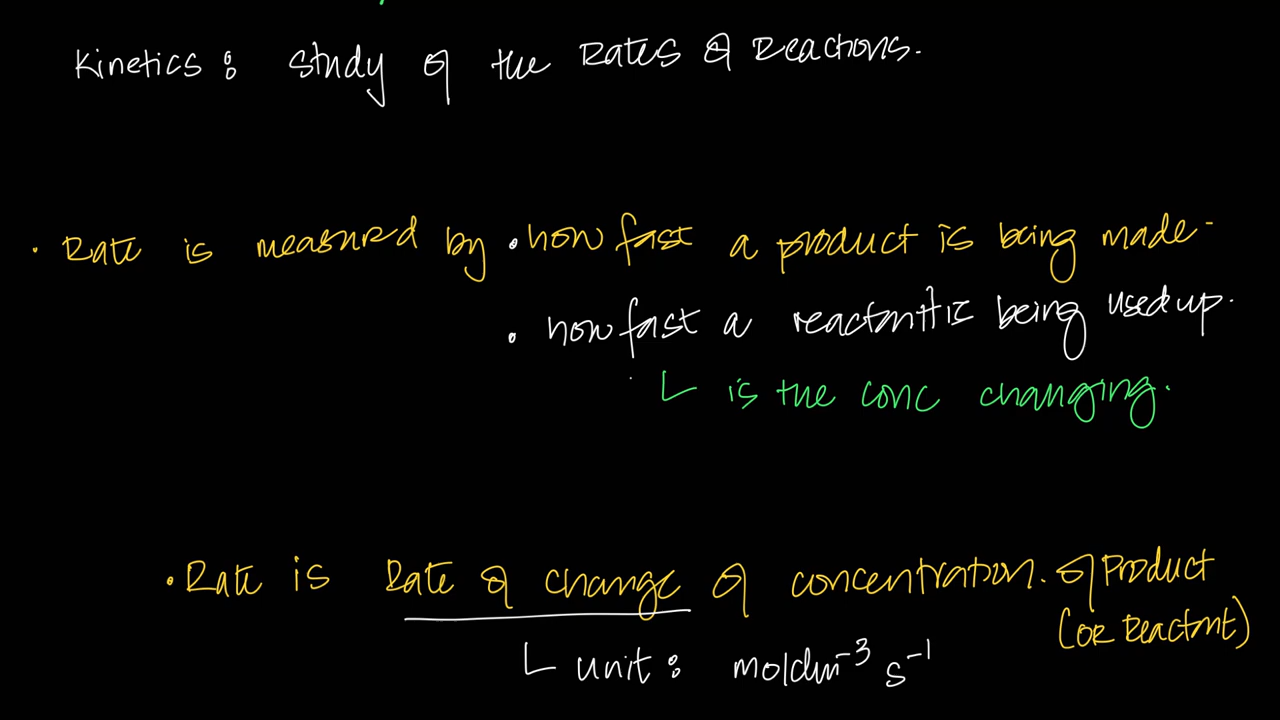 Kinetics: study of the Rates of Reactions.
• Rate is measured by • how fast a product is being made
• how fast a reactant is being used up.
L is the conc changing.
• Rate is Rate of change of concentration. of Product
(OR Reactant)
L unit: moldm⁻³ s⁻¹